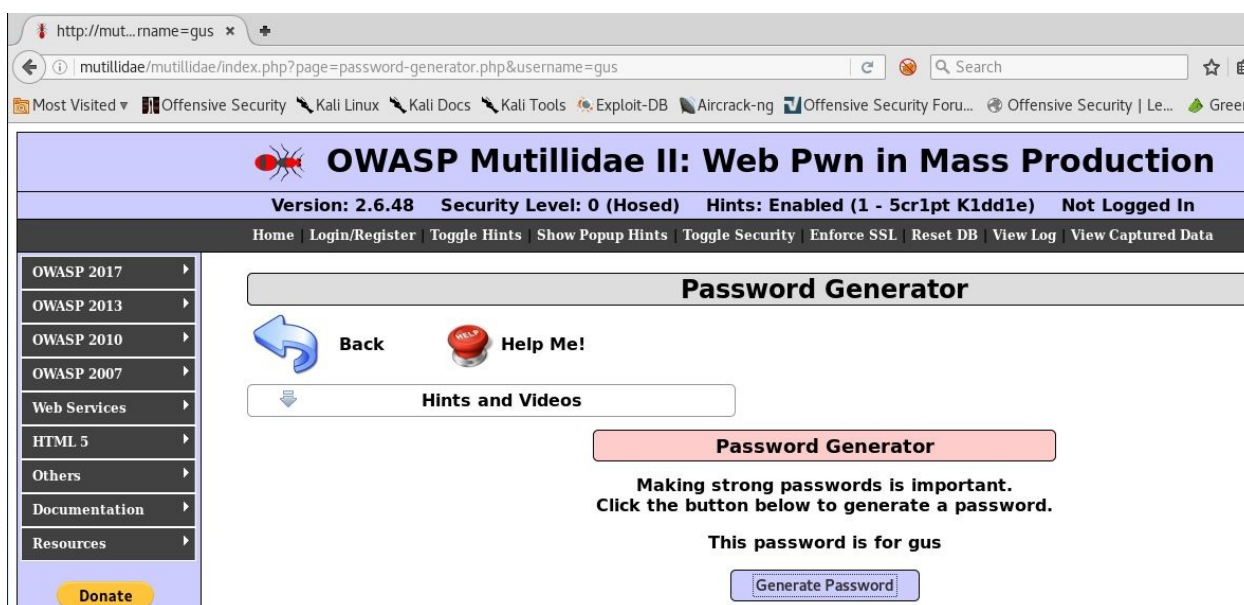 http://mut...rname=gus
mutillidae/mutillidae/index.php?page=password-generator.php&username=gus
Search
Most Visited Offensive Security Kali Linux Kali Docs Kali Tools Exploit-DB Aircrack-ng Offensive Security Foru... Offensive Security | Le... Greer
OWASP Mutillidae II: Web Pwn in Mass Production
Version: 2.6.48 Security Level: 0 (Hosed) Hints: Enabled (1 - 5cr1pt K1dd1e) Not Logged In
Home | Login/Register | Toggle Hints | Show Popup Hints | Toggle Security | Enforce SSL | Reset DB | View Log | View Captured Data
OWASP 2017
OWASP 2013
OWASP 2010
OWASP 2007
Web Services
HTML 5
Others
Documentation
Resources
Donate
Password Generator
Back
HELP
Help Me!
Hints and Videos
Password Generator
Making strong passwords is important.
Click the button below to generate a password.
This password is for gus
Generate Password